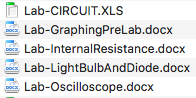 Lab-CIRCUIT.XLS
Lab-GraphingPreLab.docx
Lab-InternalResistance.docx
Lab-LightBulbAndDiode.docx
Lab-Oscilloscope.docx